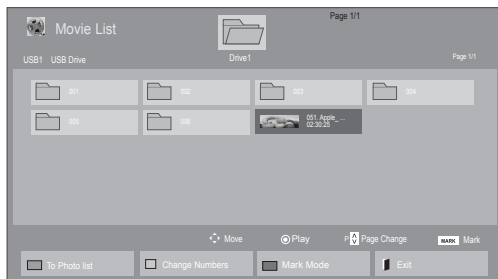 Page 1/1
Movie List
Drive1
USB1 USB Drive
Page 1/1
001
002
003
004
005
006
051. Apple_ ...
02:30:25
Move
Play
P
Page Change
MARK Mark
To Photo list
Change Numbers
Mark Mode
Exit